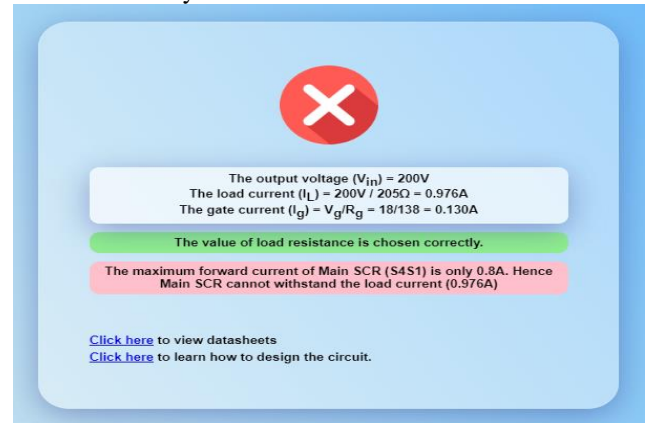 The output voltage (Vin) = 200V
The load current (IL) = 200V / 205Ω = 0.976A
The gate current (Ig) = Vg/Rg = 18/138 = 0.130A
The value of load resistance is chosen correctly.
The maximum forward current of Main SCR (S4S1) is only 0.8A. Hence
Main SCR cannot withstand the load current (0.976A)
Click here to view datasheets
Click here to learn how to design the circuit.